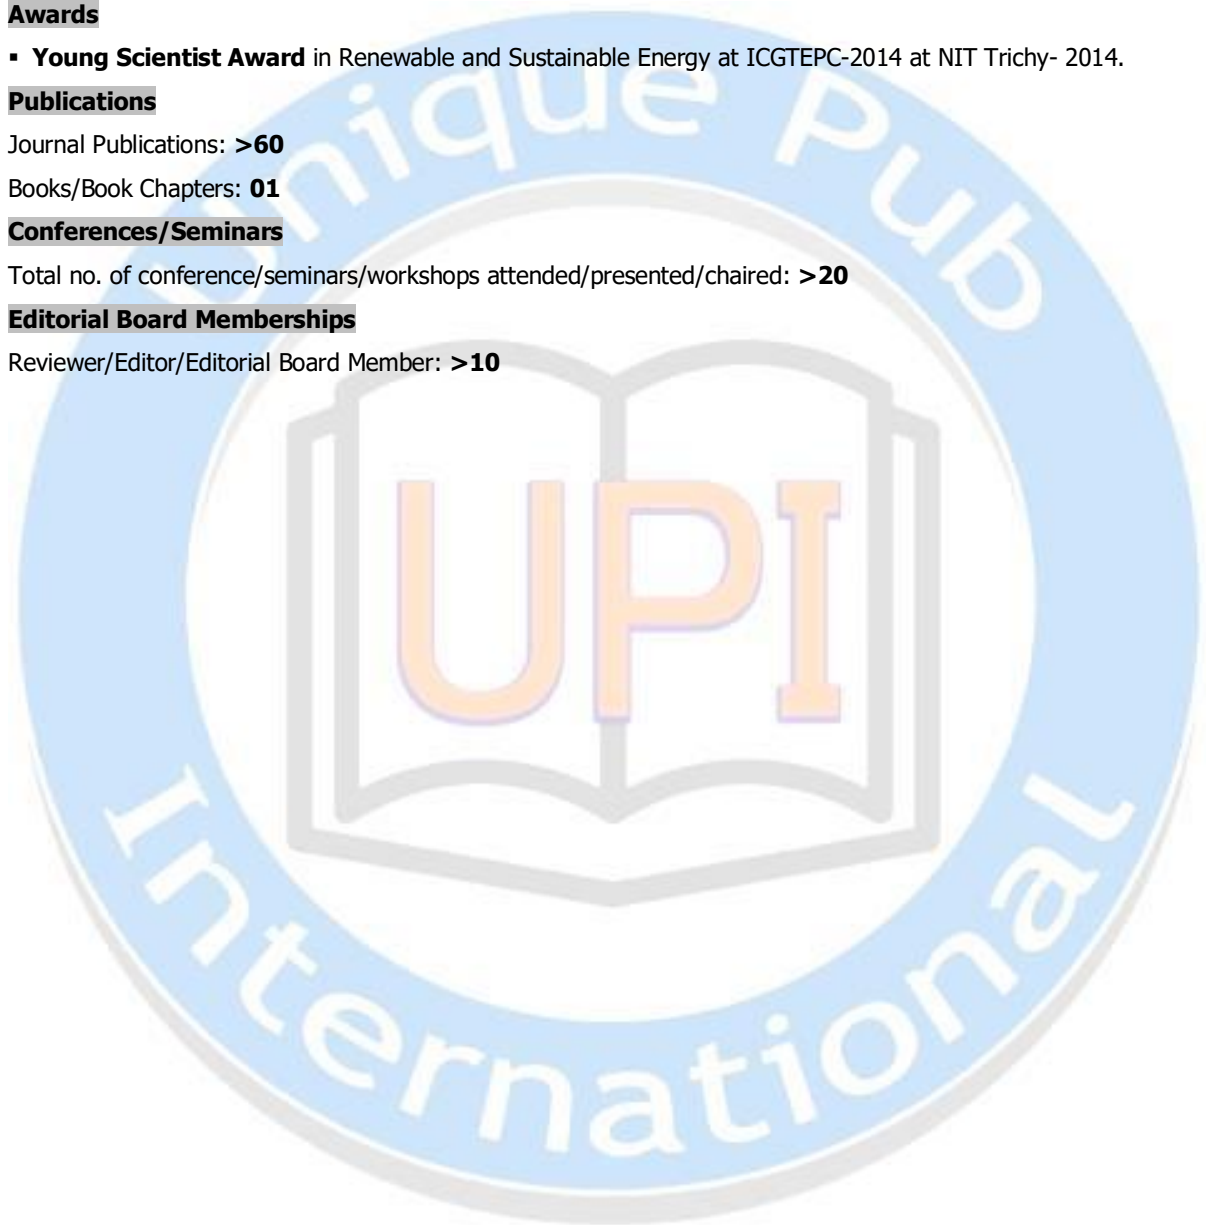 Awards
▪ Young Scientist Award in Renewable and Sustainable Energy at ICGTEPC-2014 at NIT Trichy- 2014.
Publications
Journal Publications: >60
Books/Book Chapters: 01
Conferences/Seminars
Total no. of conference/seminars/workshops attended/presented/chaired: >20
Editorial Board Memberships
Reviewer/Editor/Editorial Board Member: >10
Unique Pub
UPI
International